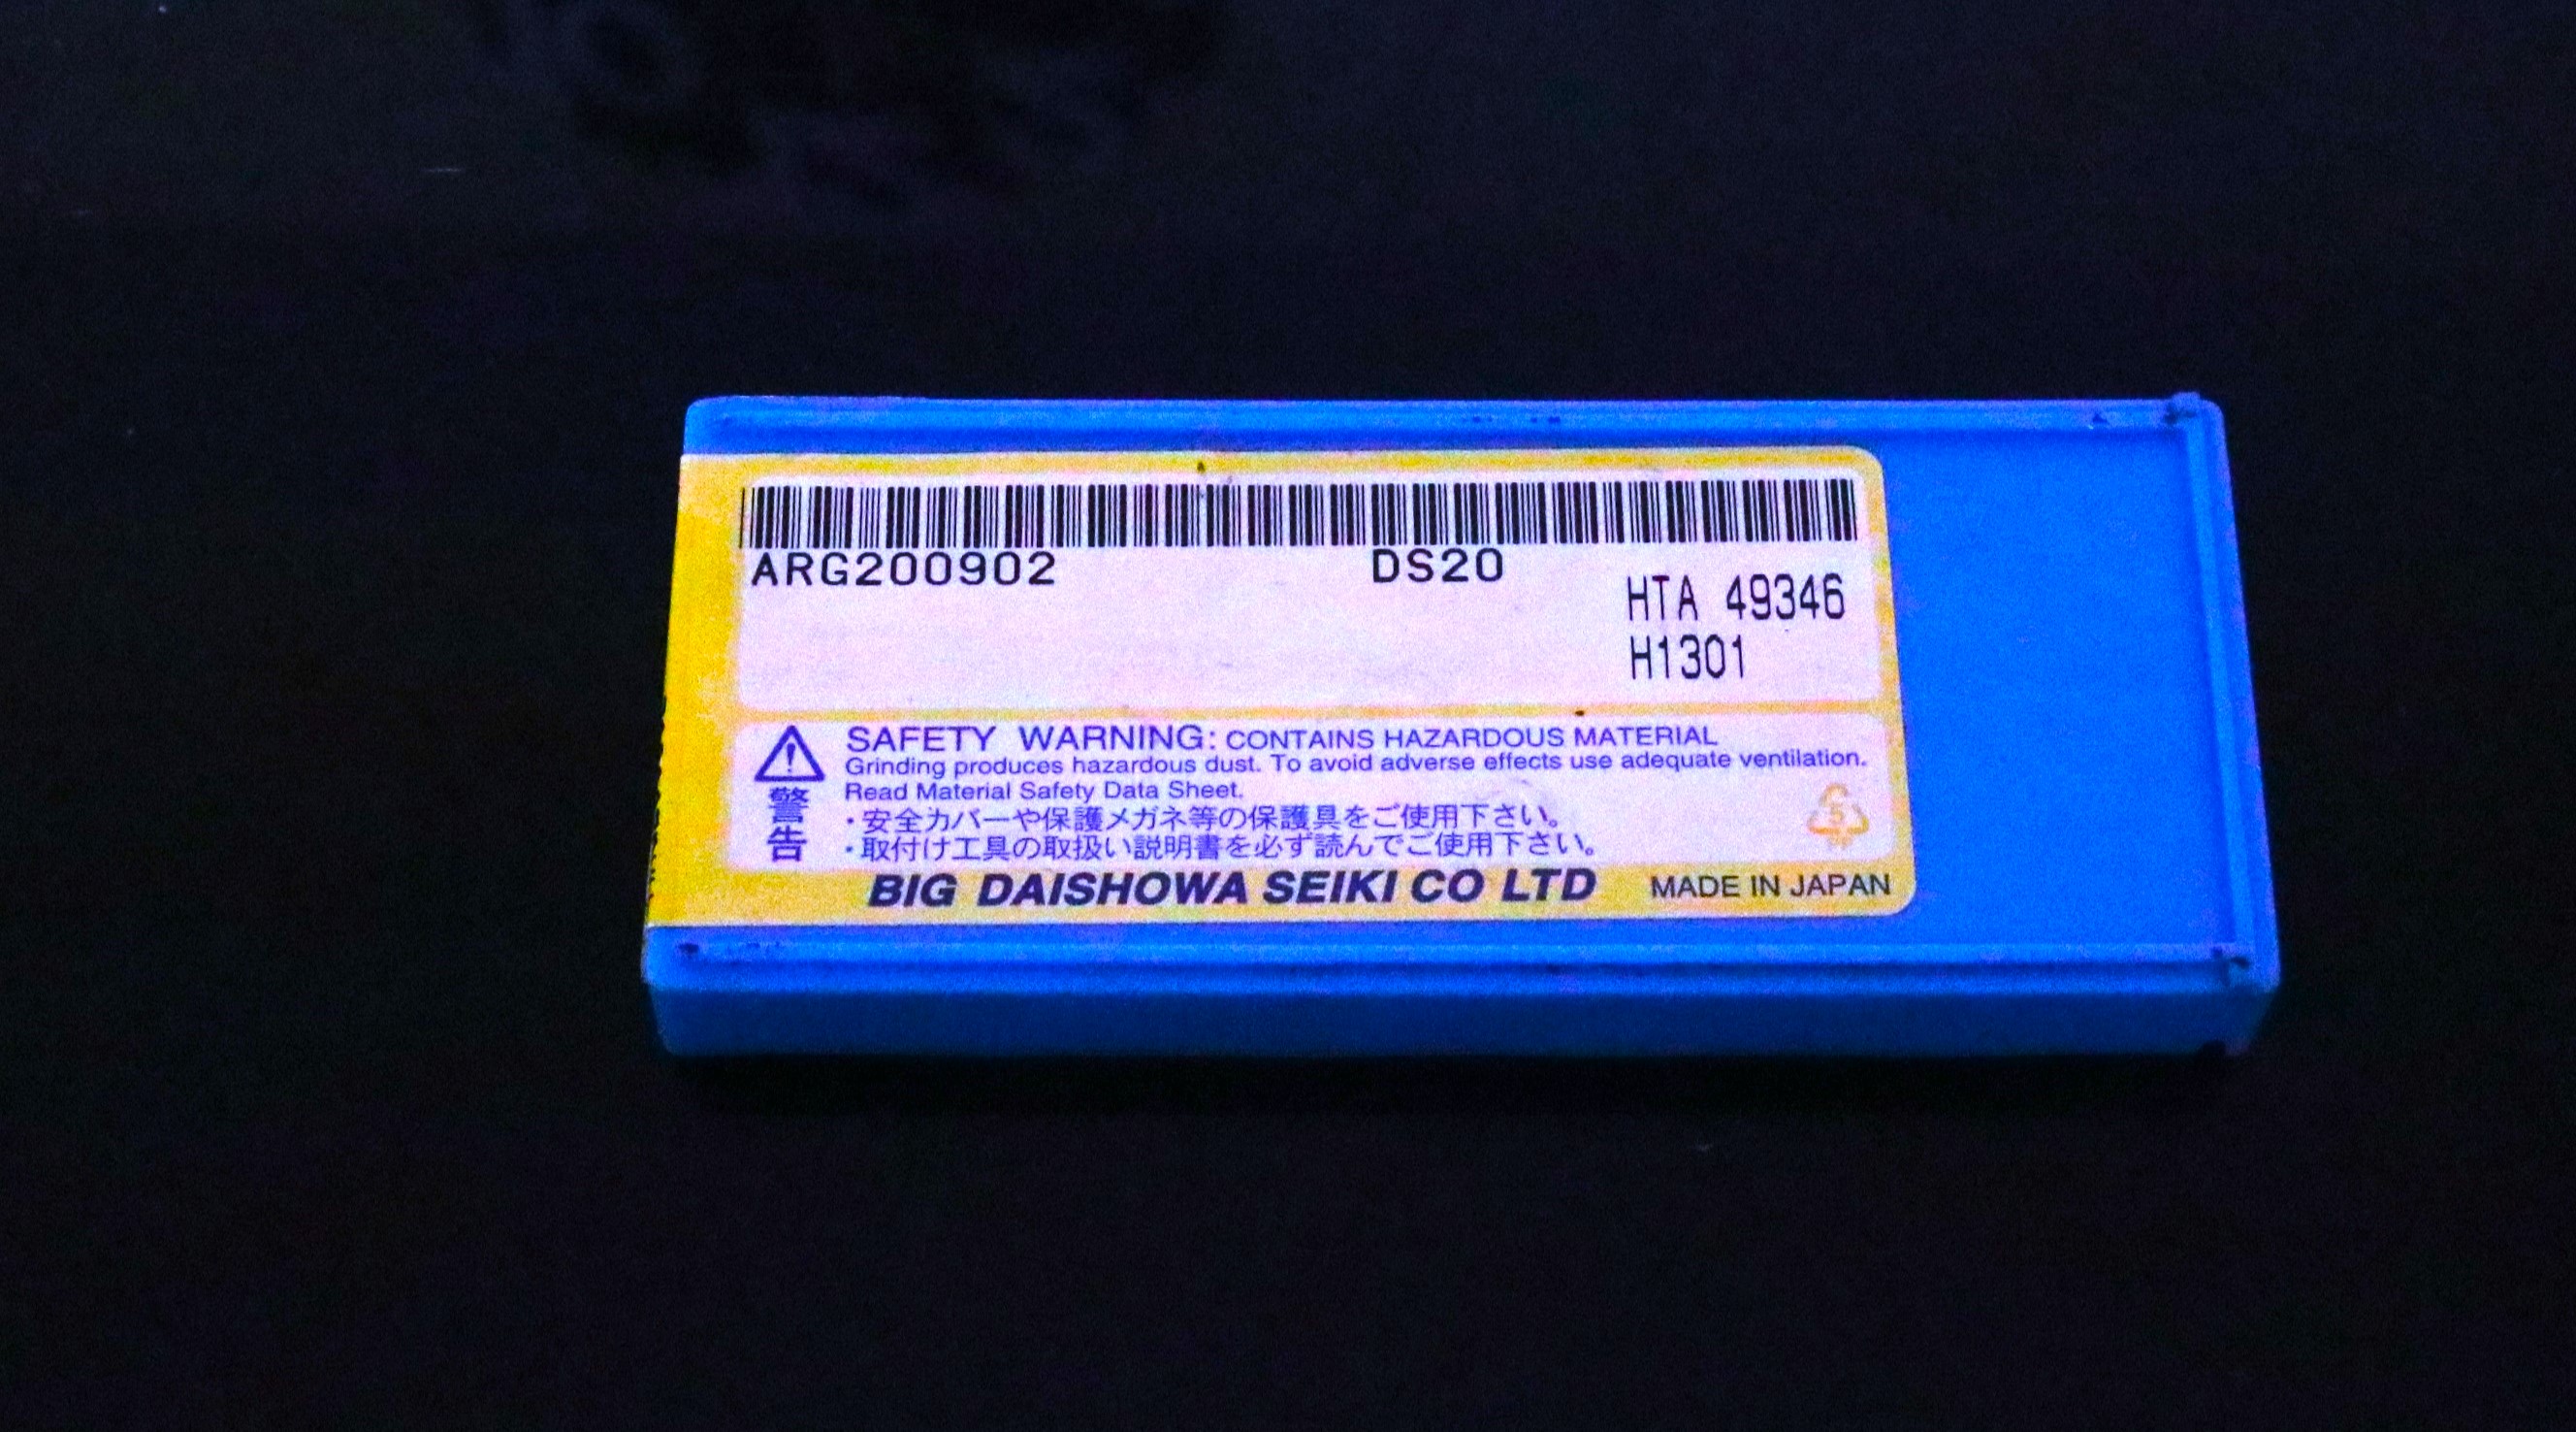 ARG200902 DS20
HTA 49346
H1301
SAFETY WARNING: CONTAINS HAZARDOUS MATERIAL
Grinding produces hazardous dust. To avoid adverse effects use adequate ventilation.
Read Material Safety Data Sheet.
警告
・安全カバーや保護メガネ等の保護具をご使用下さい。
・取付け工具の取扱い説明書を必ず読んでご使用下さい。
5
BIG DAISHOWA SEIKI CO LTD MADE IN JAPAN